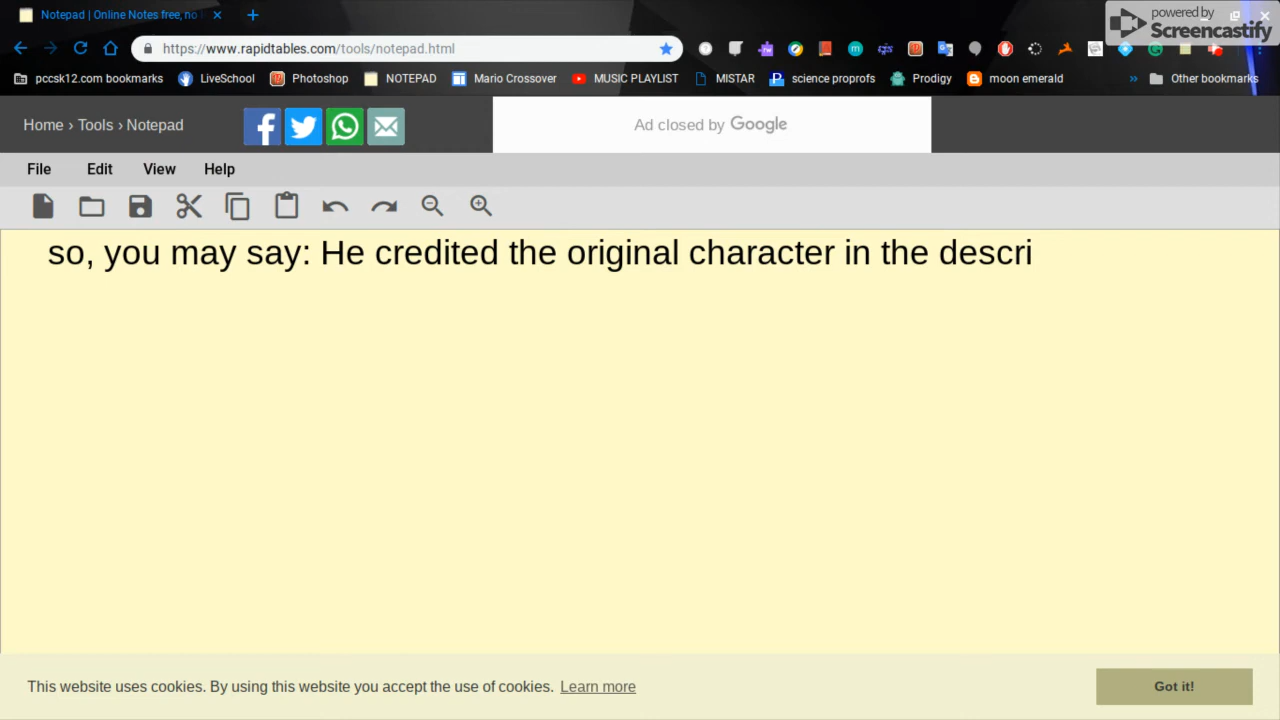 Notepad | Online Notes free, no
powered by
Screencastify
https://www.rapidtables.com/tools/notepad.html
pccsk12.com bookmarks LiveSchool Photoshop NOTEPAD Mario Crossover MUSIC PLAYLIST MISTAR science proprofs Prodigy moon emerald » Other bookmarks
Home › Tools › Notepad
Ad closed by Google
File Edit View Help
so, you may say: He credited the original character in the descri
This website uses cookies. By using this website you accept the use of cookies. Learn more
Got it!